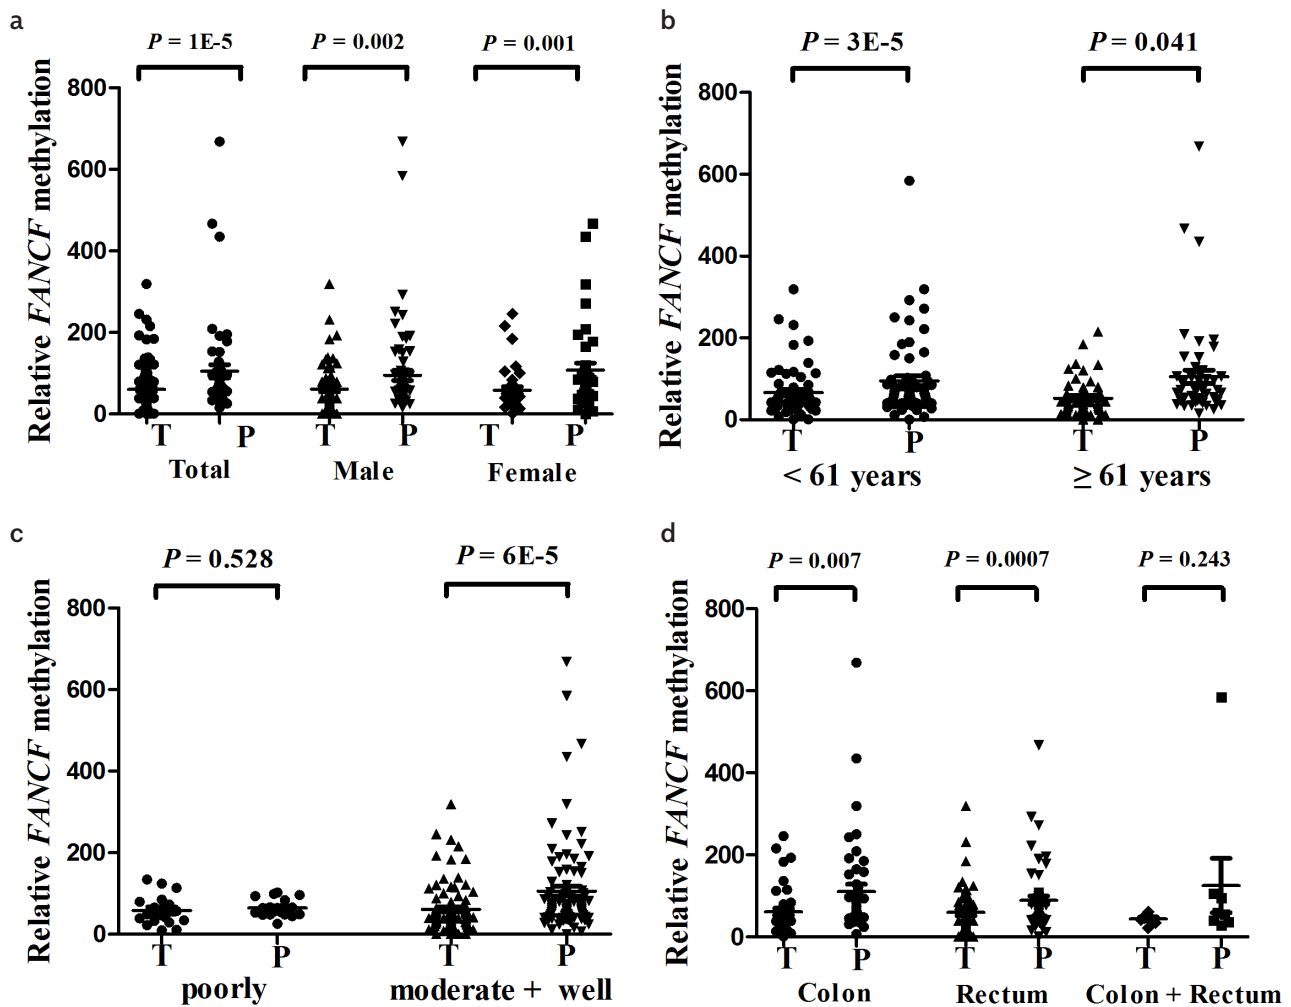 a
P = 1E-5 P = 0.002 P = 0.001
Relative FANCF methylation
800
600
400
200
0
T P T P T P
Total Male Female
b
P = 3E-5 P = 0.041
Relative FANCF methylation
800
600
400
200
0
T P T P
< 61 years ≥ 61 years
c
P = 0.528 P = 6E-5
Relative FANCF methylation
800
600
400
200
0
T P T P
poorly moderate + well
d
P = 0.007 P = 0.0007 P = 0.243
Relative FANCF methylation
800
600
400
200
0
T P T P T P
Colon Rectum Colon + Rectum